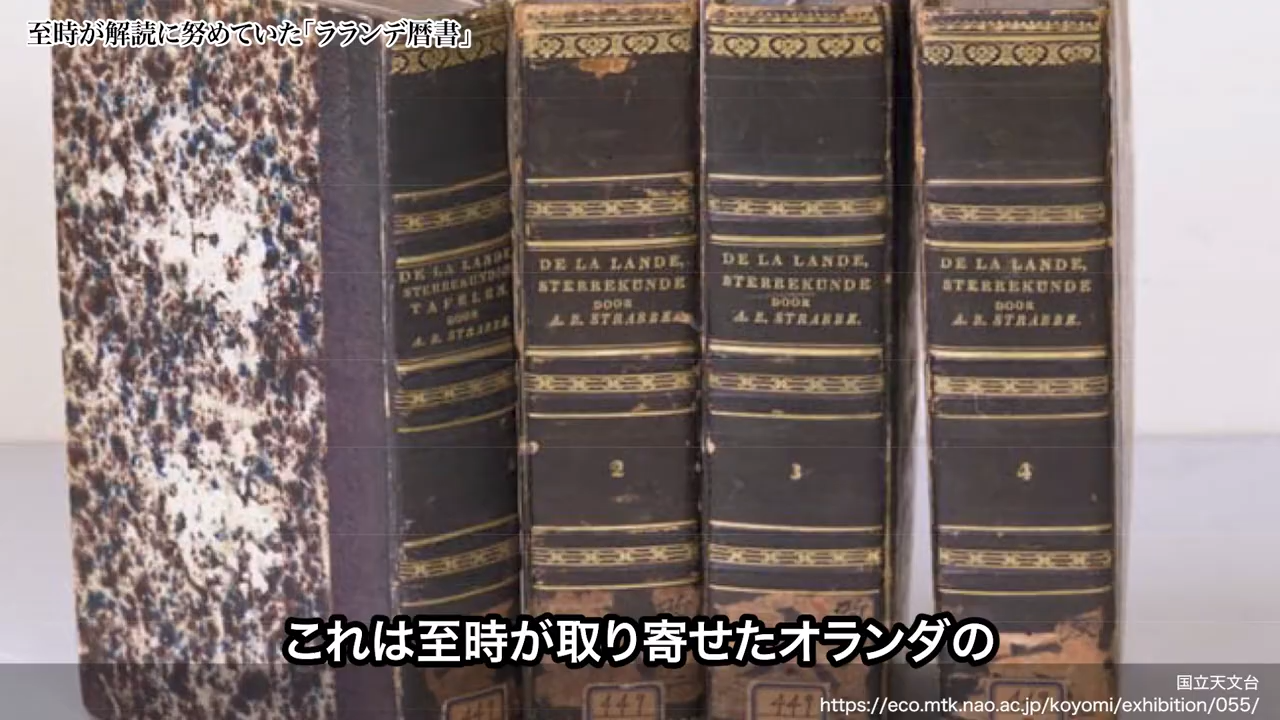 至時が解読に努めていた「ラランデ暦書」
DE LA LANDE
STERREKUNDIGE
TAFELEN
DOOR
A. B. STRABBE.
DE LA LANDE,
STERREKUNDE
DOOR
A. B. STRABBE.
2
DE LA LANDE,
STERREKUNDE
DOOR
A. B. STRABBE.
3
DE LA LANDE,
STERREKUNDE
DOOR
A. B. STRABBE.
4
441
441
これは至時が取り寄せたオランダの
国立天文台
https://eco.mtk.nao.ac.jp/koyomi/exhibition/055/